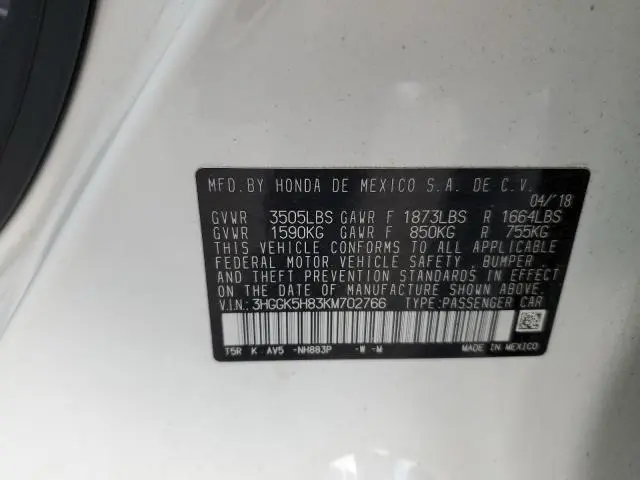 MFD.BY HONDA DE MEXICO S.A. DE C.V.
04/'18
GVWR 3505LBS GAWR F 1873LBS R 1664LBS
GVWR 1590KG GAWR F 850KG R 755KG
THIS VEHICLE CONFORMS TO ALL APPLICABLE
FEDERAL MOTOR VEHICLE SAFETY, BUMPER
AND THEFT PREVENTION STANDARDS IN EFFECT
ON THE DATE OF MANUFACTURE SHOWN ABOVE.
V.I.N.: 3HGGK5H83KM702766 TYPE:PASSENGER CAR
T5R K AV5 -NH883P -W -M MADE IN MEXICO